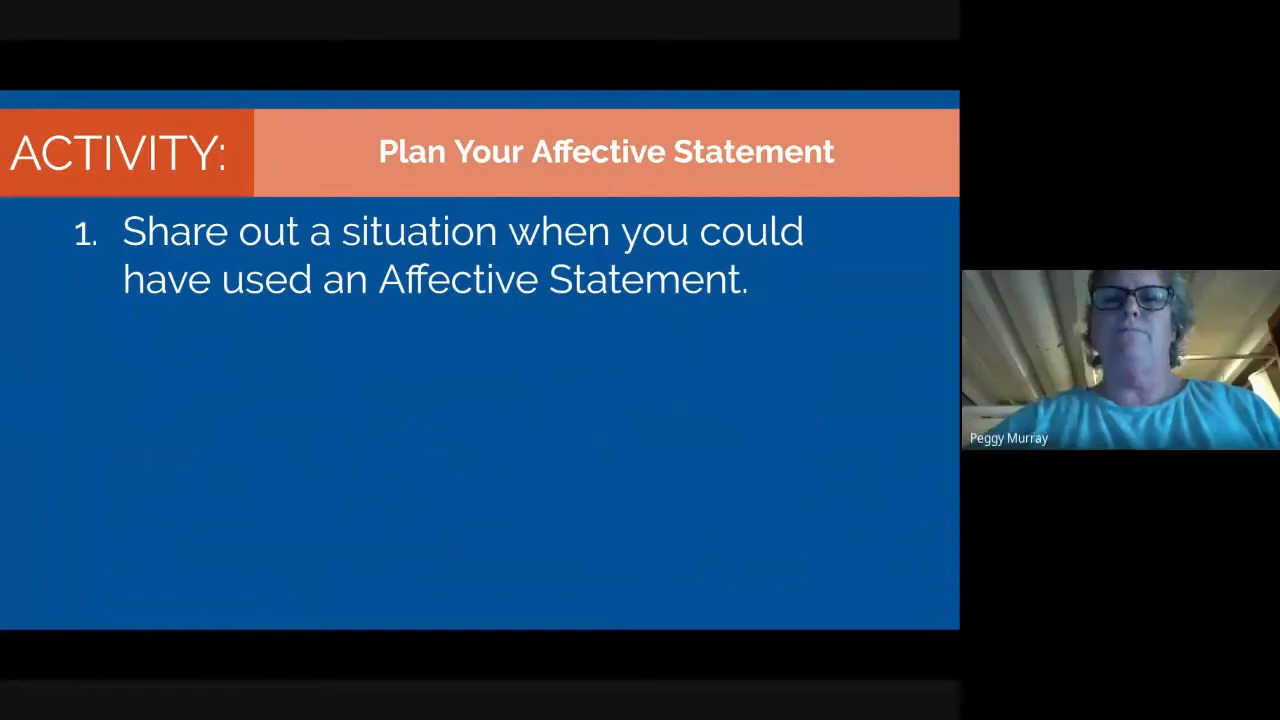 ACTIVITY:
Plan Your Affective Statement
1. Share out a situation when you could
have used an Affective Statement.
Peggy Murray